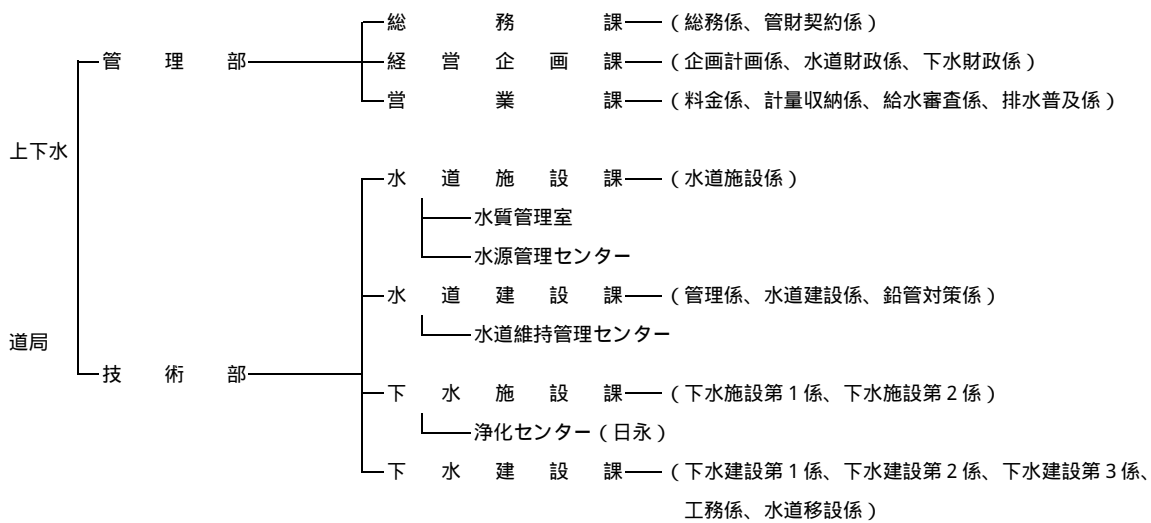 総務課（総務係、管財契約係）
管理部 経営企画課（企画計画係、水道財政係、下水財政係）
営業課（料金係、計量収納係、給水審査係、排水普及係）
上下水
水道施設課（水道施設係）
水質管理室
水源管理センター
水道建設課（管理係、水道建設係、鉛管対策係）
水道維持管理センター
道局
技術部
下水施設課（下水施設第１係、下水施設第２係）
浄化センター（日永）
下水建設課（下水建設第１係、下水建設第２係、下水建設第３係、
工務係、水道移設係）